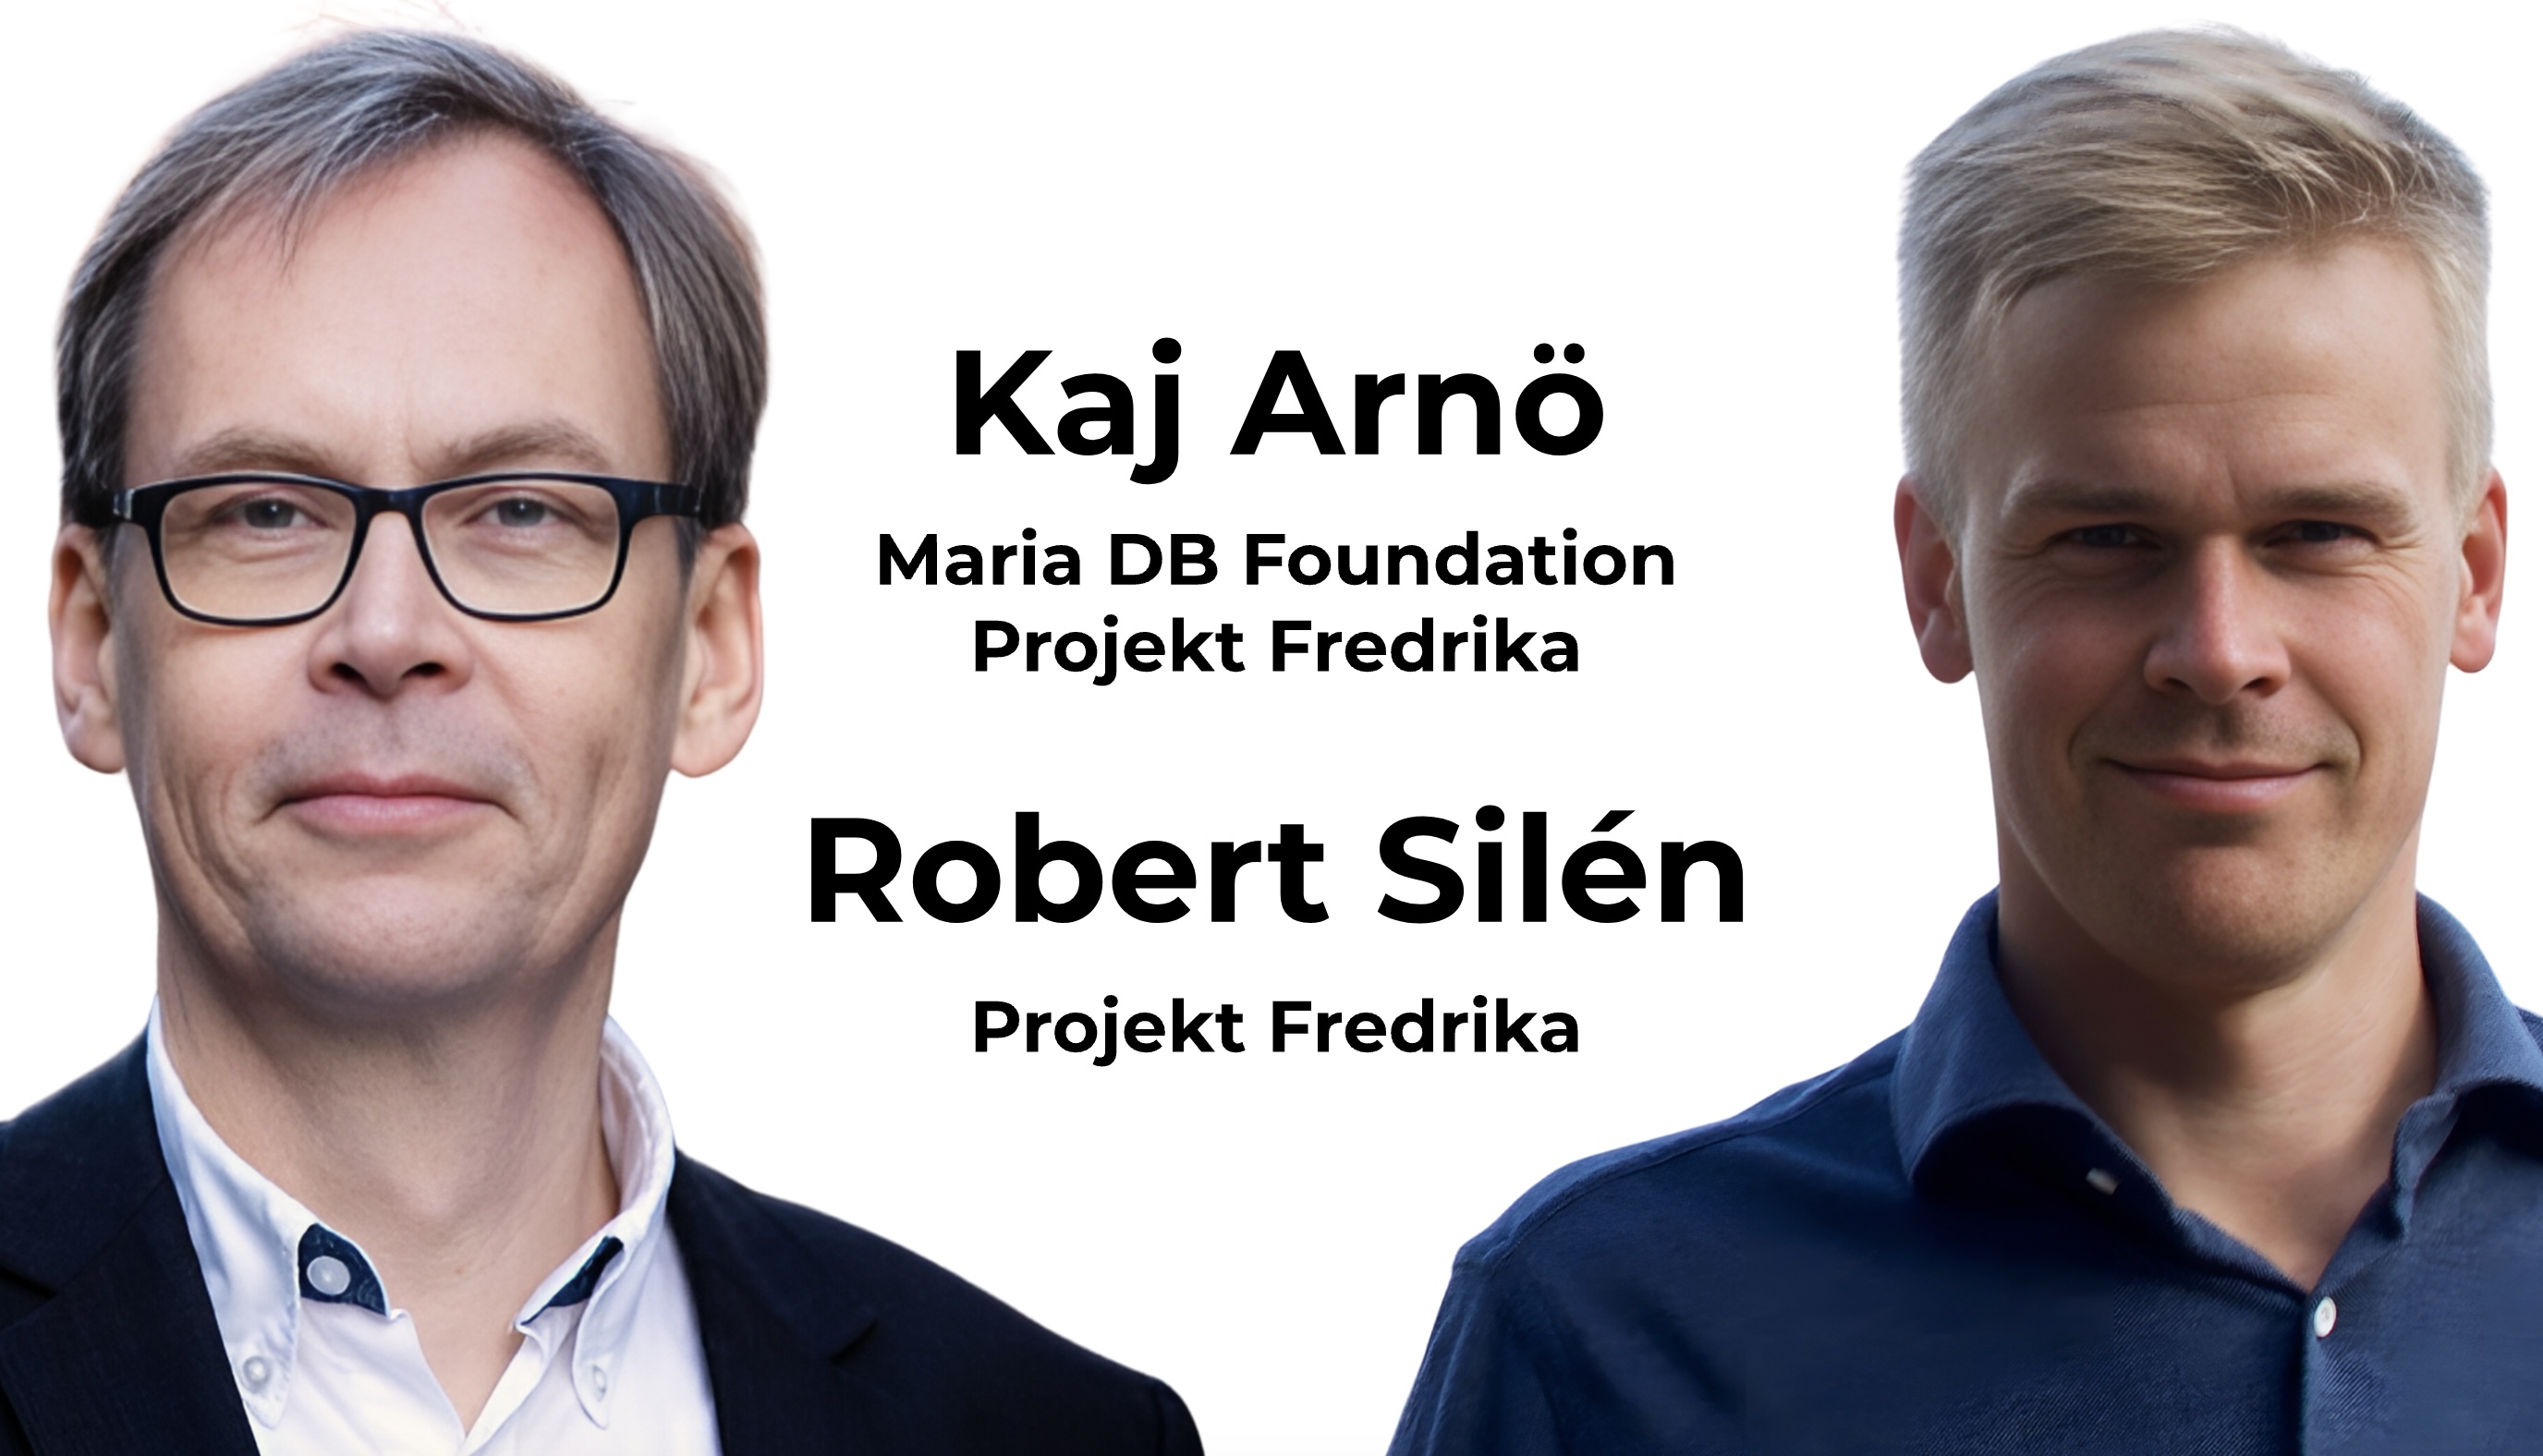 Kaj Arnö
Maria DB Foundation
Projekt Fredrika
Robert Silén
Projekt Fredrika